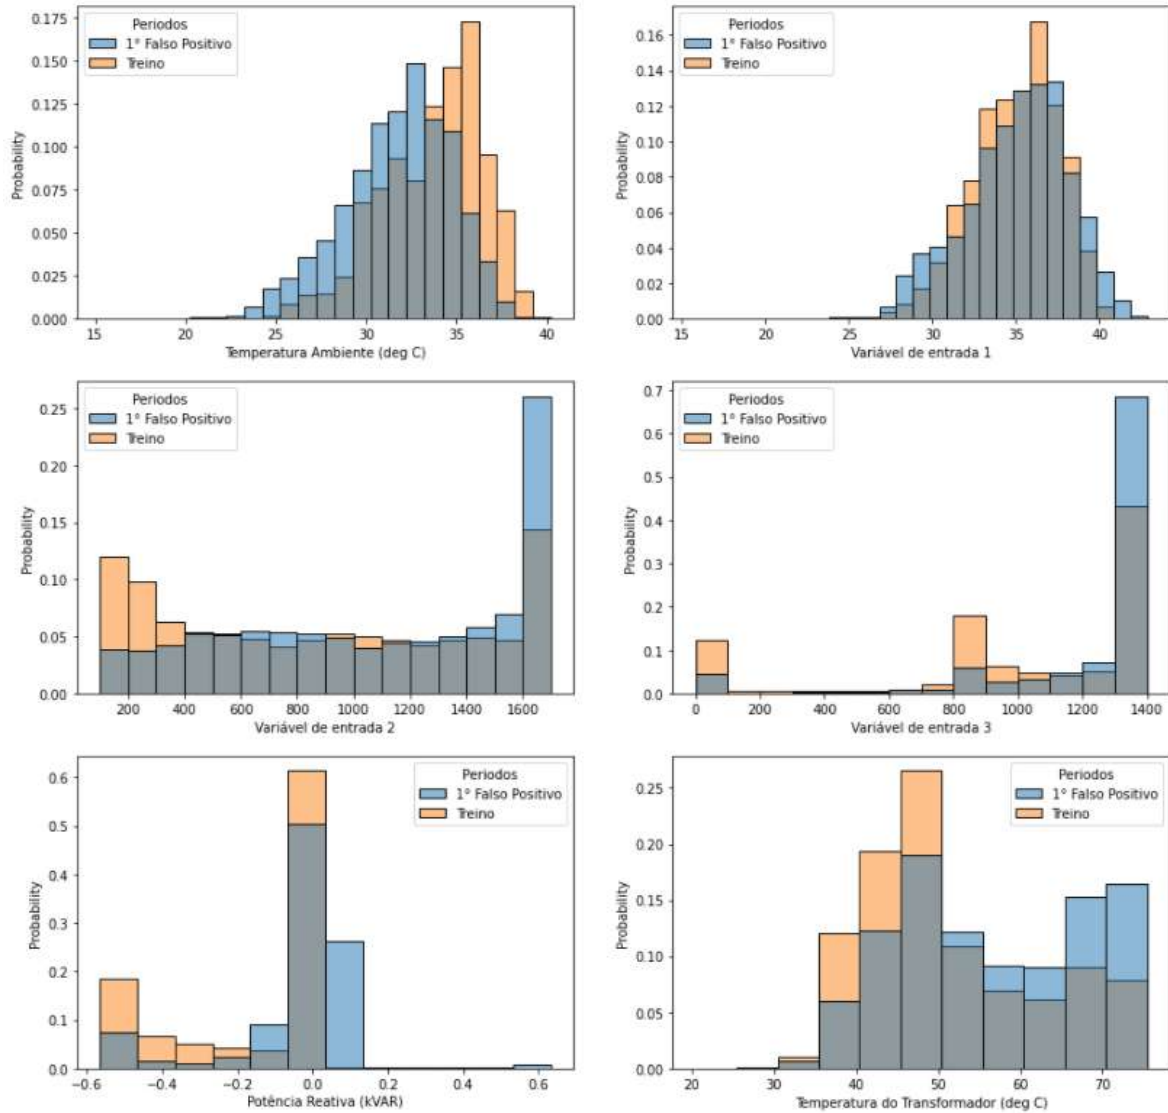 Periodos
1° Falso Positivo
Treino
Probability
0.175
0.150
0.125
0.100
0.075
0.050
0.025
0.000
15 20 25 30 35 40
Temperatura Ambiente (deg C)
Periodos
1° Falso Positivo
Treino
Probability
0.16
0.14
0.12
0.10
0.08
0.06
0.04
0.02
0.00
15 20 25 30 35 40
Variável de entrada 1
Periodos
1° Falso Positivo
Treino
Probability
0.25
0.20
0.15
0.10
0.05
0.00
200 400 600 800 1000 1200 1400 1600
Variável de entrada 2
Periodos
1° Falso Positivo
Treino
Probability
0.7
0.6
0.5
0.4
0.3
0.2
0.1
0.0
0 200 400 600 800 1000 1200 1400
Variável de entrada 3
Periodos
1° Falso Positivo
Treino
Probability
0.6
0.5
0.4
0.3
0.2
0.1
0.0
−0.6 −0.4 −0.2 0.0 0.2 0.4 0.6
Potência Reativa (kVAR)
Periodos
1° Falso Positivo
Treino
Probability
0.25
0.20
0.15
0.10
0.05
0.00
20 30 40 50 60 70
Temperatura do Transformador (deg C)